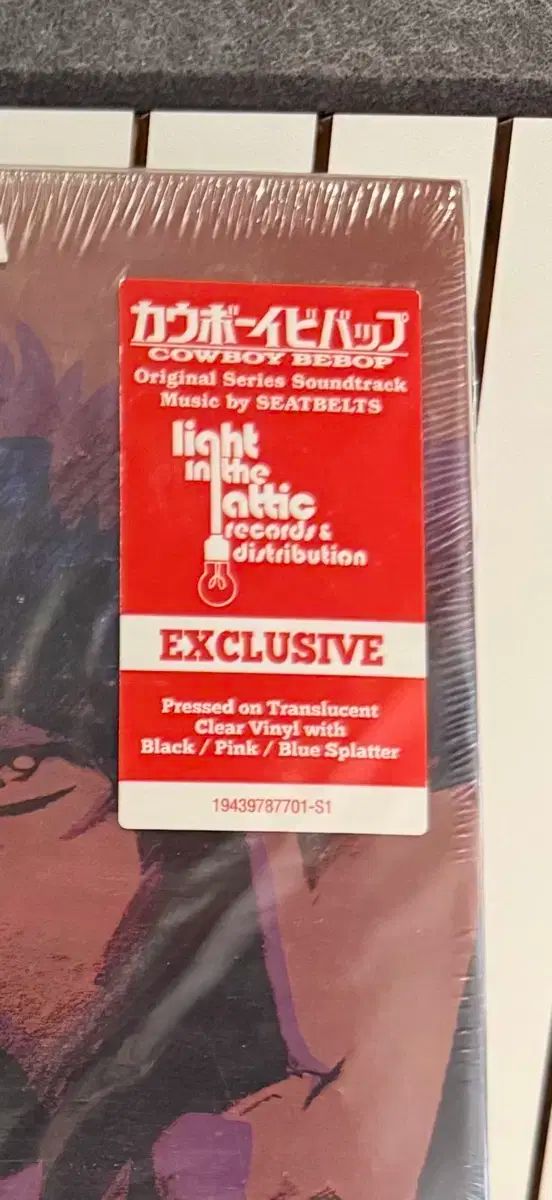 カウボーイビバップ
COWBOY BEBOP
Original Series Soundtrack
Music by SEATBELTS
light
in the
attic
records &
distribution
EXCLUSIVE
Pressed on Translucent
Clear Vinyl with
Black / Pink / Blue Splatter
19439787701-S1